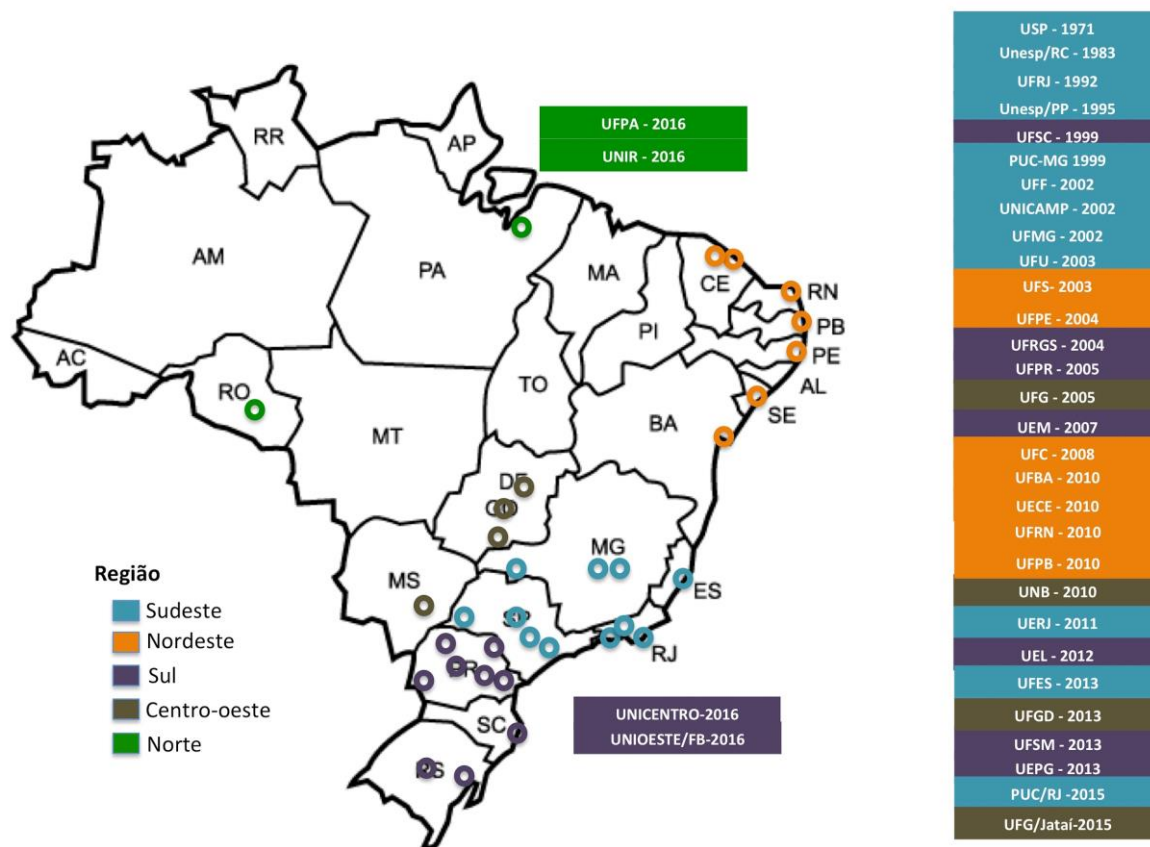 RR
AP
AM
PA
MA
CE
RN
PB
PE
AL
SE
PI
AC
RO
TO
BA
MT
DF
GO
MG
ES
MS
SP
RJ
PR
SC
RS
UFPA - 2016
UNIR - 2016
Região
Sudeste
Nordeste
Sul
Centro-oeste
Norte
UNICENTRO-2016
UNIOESTE/FB-2016
USP - 1971
Unesp/RC - 1983
UFRJ - 1992
Unesp/PP - 1995
UFSC - 1999
PUC-MG 1999
UFF - 2002
UNICAMP - 2002
UFMG - 2002
UFU - 2003
UFS- 2003
UFPE - 2004
UFRGS - 2004
UFPR - 2005
UFG - 2005
UEM - 2007
UFC - 2008
UFBA - 2010
UECE - 2010
UFRN - 2010
UFPB - 2010
UNB - 2010
UERJ - 2011
UEL - 2012
UFES - 2013
UFGD - 2013
UFSM - 2013
UEPG - 2013
PUC/RJ -2015
UFG/Jataí-2015